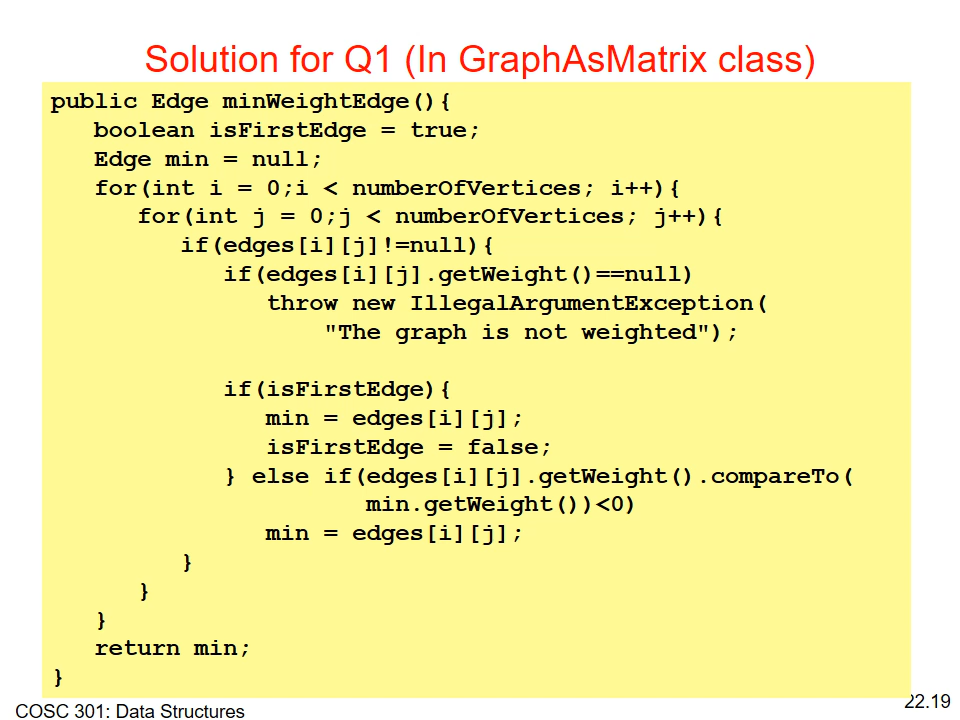 Solution for Q1 (In GraphAsMatrix class)
public Edge minWeightEdge(){
boolean isFirstEdge = true;
Edge min = null;
for(int i = 0;i < numberOfVertices; i++){
for(int j = 0;j < numberOfVertices; j++){
if(edges[i][j]!=null){
if(edges[i][j].getWeight()==null)
throw new IllegalArgumentException(
"The graph is not weighted");
if(isFirstEdge){
min = edges[i][j];
isFirstEdge = false;
} else if(edges[i][j].getWeight().compareTo(
min.getWeight())<0)
min = edges[i][j];
}
}
}
return min;
}
22.19
COSC 301: Data Structures